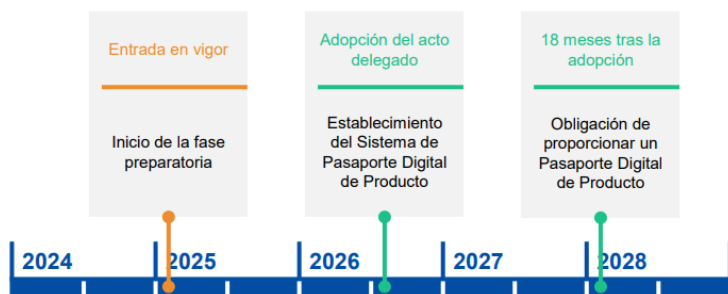 Entrada en vigor
Inicio de la fase
preparatoria
Adopción del acto
delegado
Establecimiento
del Sistema de
Pasaporte Digital
de Producto
18 meses tras la
adopción
Obligación de
proporcionar un
Pasaporte Digital
de Producto
2024
2025
2026
2027
2028